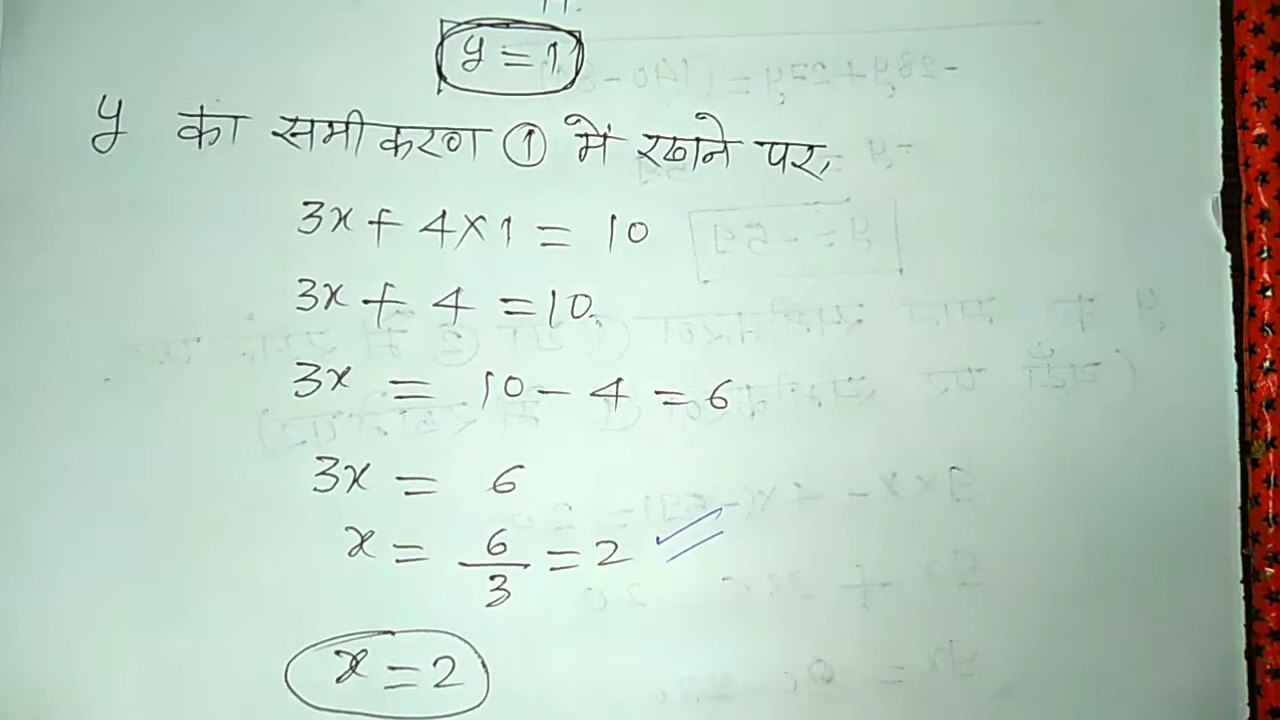 y = 1
y का समीकरण ① में रखने पर,
3x + 4×1 = 10
3x + 4 = 10.
3x = 10 - 4 = 6
3x = 6
x = 6/3 = 2
x = 2